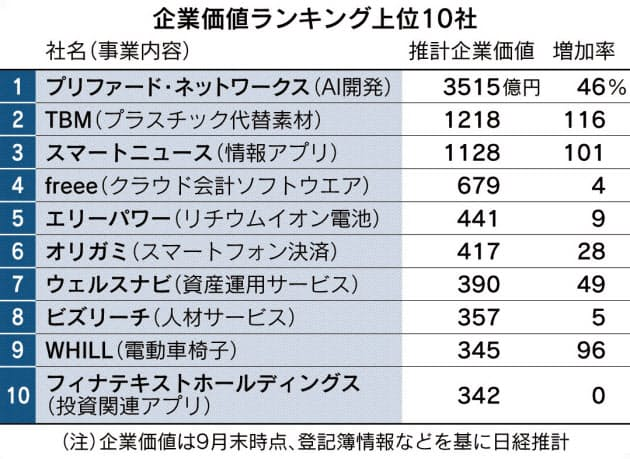 企業価値ランキング上位10社
社名(事業内容) 推計企業価値 増加率
1 プリファード・ネットワークス(AI開発) 3515億円 46%
2 TBM(プラスチック代替素材) 1218 116
3 スマートニュース(情報アプリ) 1128 101
4 freee(クラウド会計ソフトウエア) 679 4
5 エリーパワー(リチウムイオン電池) 441 9
6 オリガミ(スマートフォン決済) 417 28
7 ウェルスナビ(資産運用サービス) 390 49
8 ビズリーチ(人材サービス) 357 5
9 WHILL(電動車椅子) 345 96
10 フィナテキストホールディングス 342 0
(投資関連アプリ)
(注)企業価値は9月末時点、登記簿情報などを基に日経推計